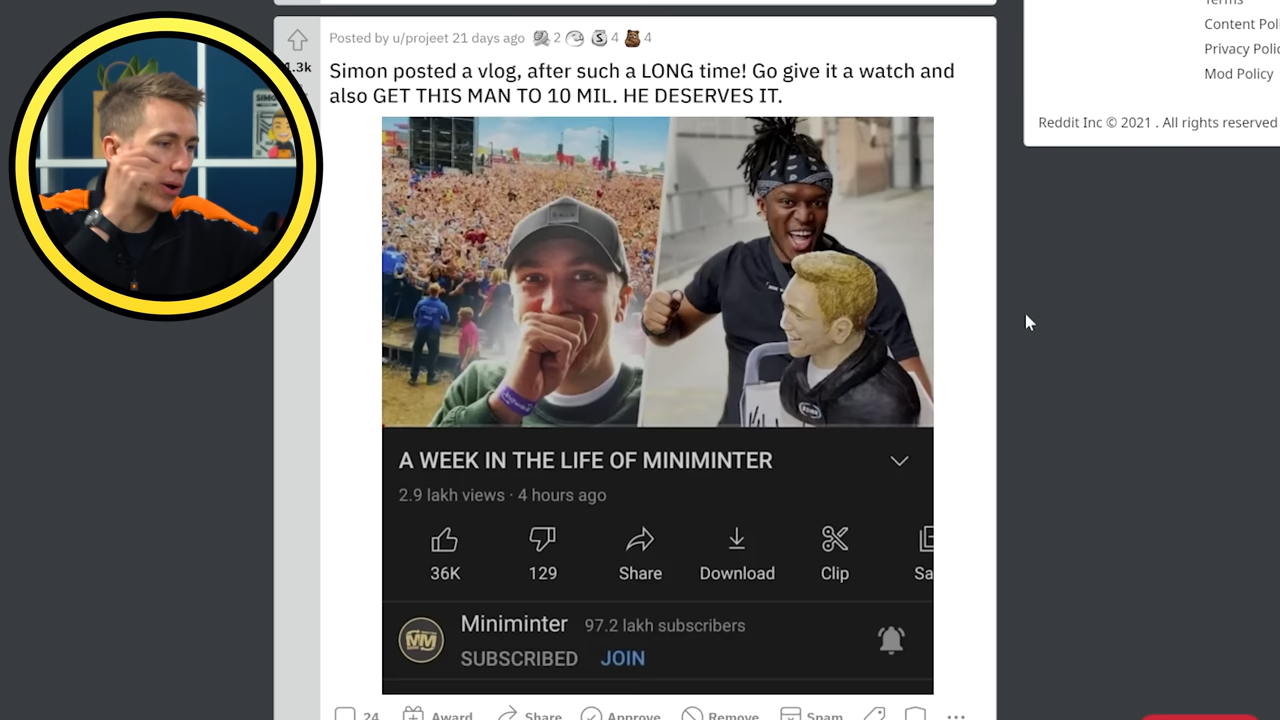 Terms
Content Poli
Privacy Polic
Mod Policy
Reddit Inc © 2021 . All rights reserved
Posted by u/projeet 21 days ago 2 4 4
1.3k
Simon posted a vlog, after such a LONG time! Go give it a watch and
also GET THIS MAN TO 10 MIL. HE DESERVES IT.
A WEEK IN THE LIFE OF MINIMINTER
2.9 lakh views · 4 hours ago
36K 129 Share Download Clip Sa
MM
Miniminter 97.2 lakh subscribers
SUBSCRIBED JOIN
24 Award Share Approve Remove Spam